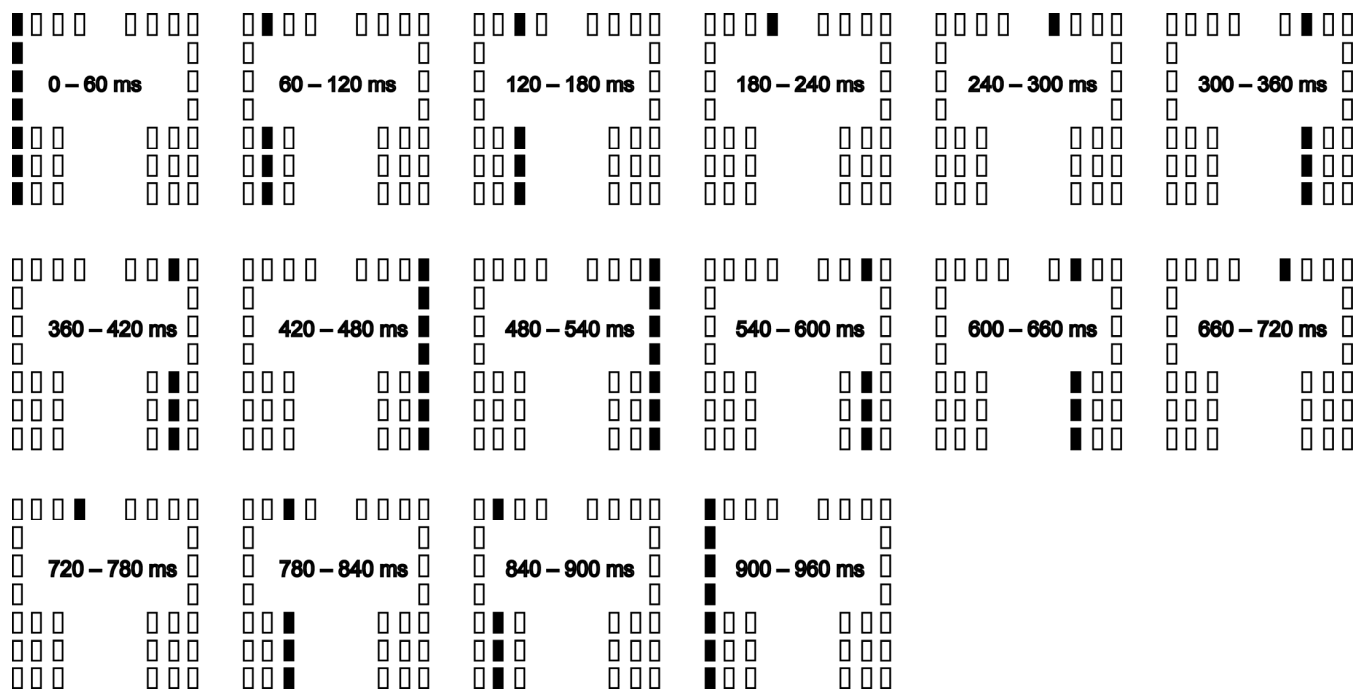 0 – 60 ms
60 – 120 ms
120 – 180 ms
180 – 240 ms
240 – 300 ms
300 – 360 ms
360 – 420 ms
420 – 480 ms
480 – 540 ms
540 – 600 ms
600 – 660 ms
660 – 720 ms
720 – 780 ms
780 – 840 ms
840 – 900 ms
900 – 960 ms